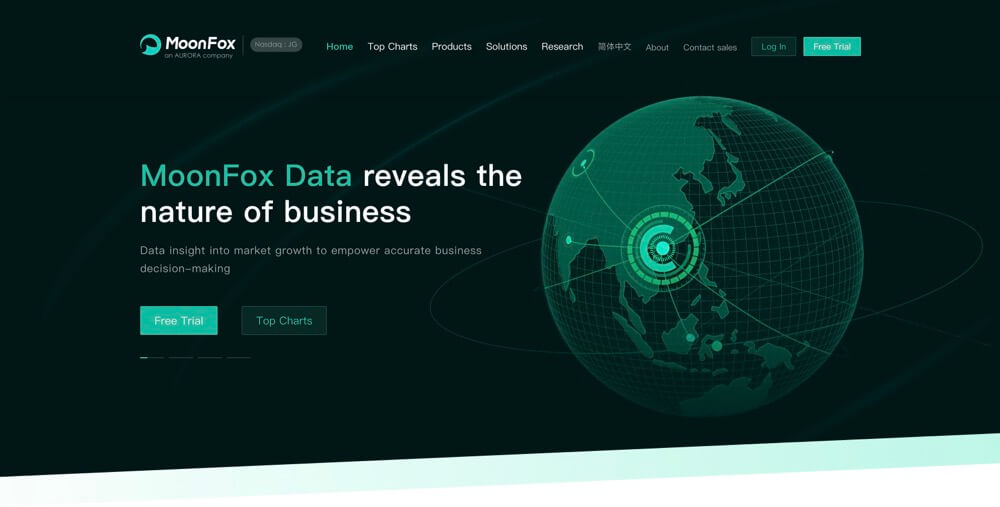 MoonFox
an AURORA company
Nasdaq : JG
Home
Top Charts
Products
Solutions
Research
简体中文
About
Contact sales
Log In
Free Trial
MoonFox Data reveals the
nature of business
Data insight into market growth to empower accurate business
decision-making
Free Trial
Top Charts